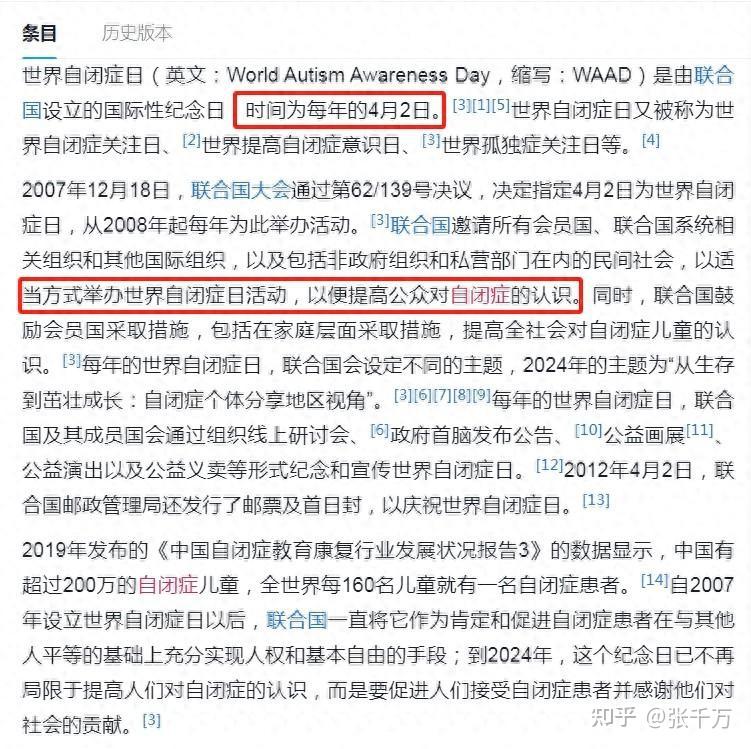 条目 历史版本
世界自闭症日（英文：World Autism Awareness Day，缩写：WAAD）是由联合
国设立的国际性纪念日 时间为每年的4月2日。[3][1][5]世界自闭症日又被称为世
界自闭症关注日、[2]世界提高自闭症意识日、[3]世界孤独症关注日等。[4]
2007年12月18日，联合国大会通过第62/139号决议，决定指定4月2日为世界自闭
症日，从2008年起每年为此举办活动。[3]联合国邀请所有会员国、联合国系统相
关组织和其他国际组织，以及包括非政府组织和私营部门在内的民间社会，以适
当方式举办世界自闭症日活动，以便提高公众对自闭症的认识。同时，联合国鼓
励会员国采取措施，包括在家庭层面采取措施，提高全社会对自闭症儿童的认
识。[3]每年的世界自闭症日，联合国会设定不同的主题，2024年的主题为“从生存
到茁壮成长：自闭症个体分享地区视角”。[3][6][7][8][9]每年的世界自闭症日，联合
国及其成员国会通过组织线上研讨会、[6]政府首脑发布公告、[10]公益画展[11]、
公益演出以及公益义卖等形式纪念和宣传世界自闭症日。[12]2012年4月2日，联
合国邮政管理局还发行了邮票及首日封，以庆祝世界自闭症日。[13]
2019年发布的《中国自闭症教育康复行业发展状况报告3》的数据显示，中国有
超过200万的自闭症儿童，全世界每160名儿童就有一名自闭症患者。[14]自2007
年设立世界自闭症日以后，联合国一直将它作为肯定和促进自闭症患者在与其他
人平等的基础上充分实现人权和基本自由的手段；到2024年，这个纪念日已不再
局限于提高人们对自闭症的认识，而是要促进人们接受自闭症患者并感谢他们对
社会的贡献。[3]
知乎 @张千万